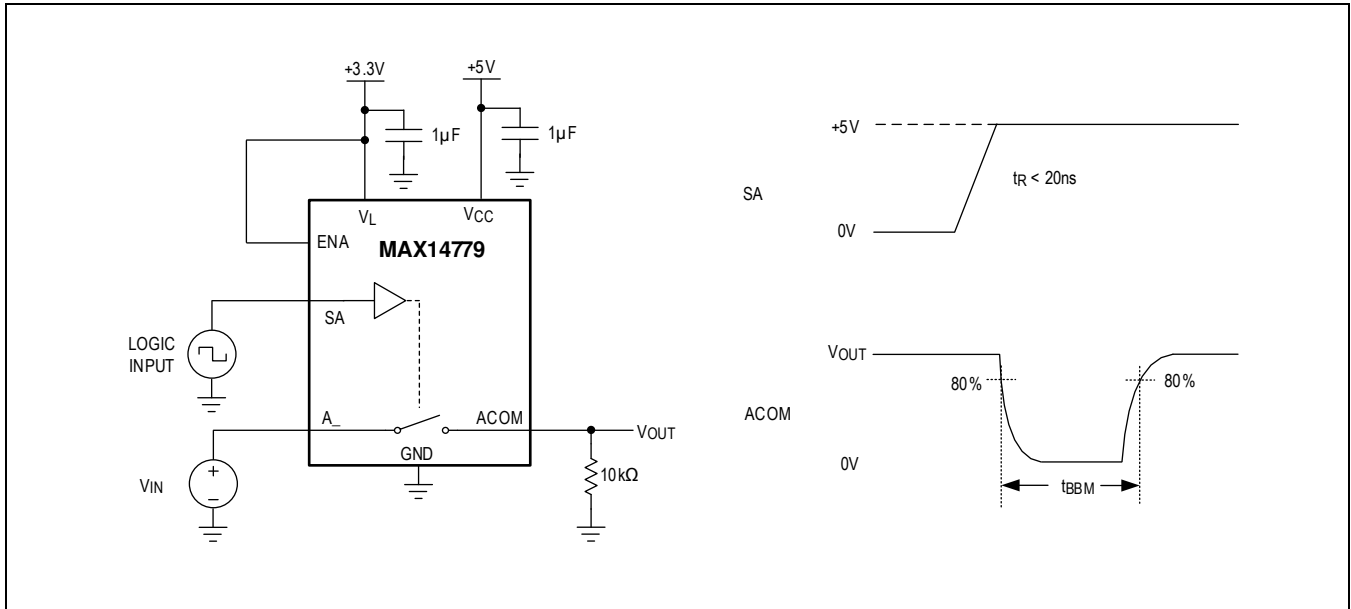 +3.3V
+5V
1µF
1µF
VL
VCC
ENA
MAX14779
SA
LOGIC
INPUT
A_
ACOM
VOUT
GND
VIN
+
–
10kΩ
+5V
tR < 20ns
SA
0V
VOUT
80%
80%
ACOM
0V
tBBM